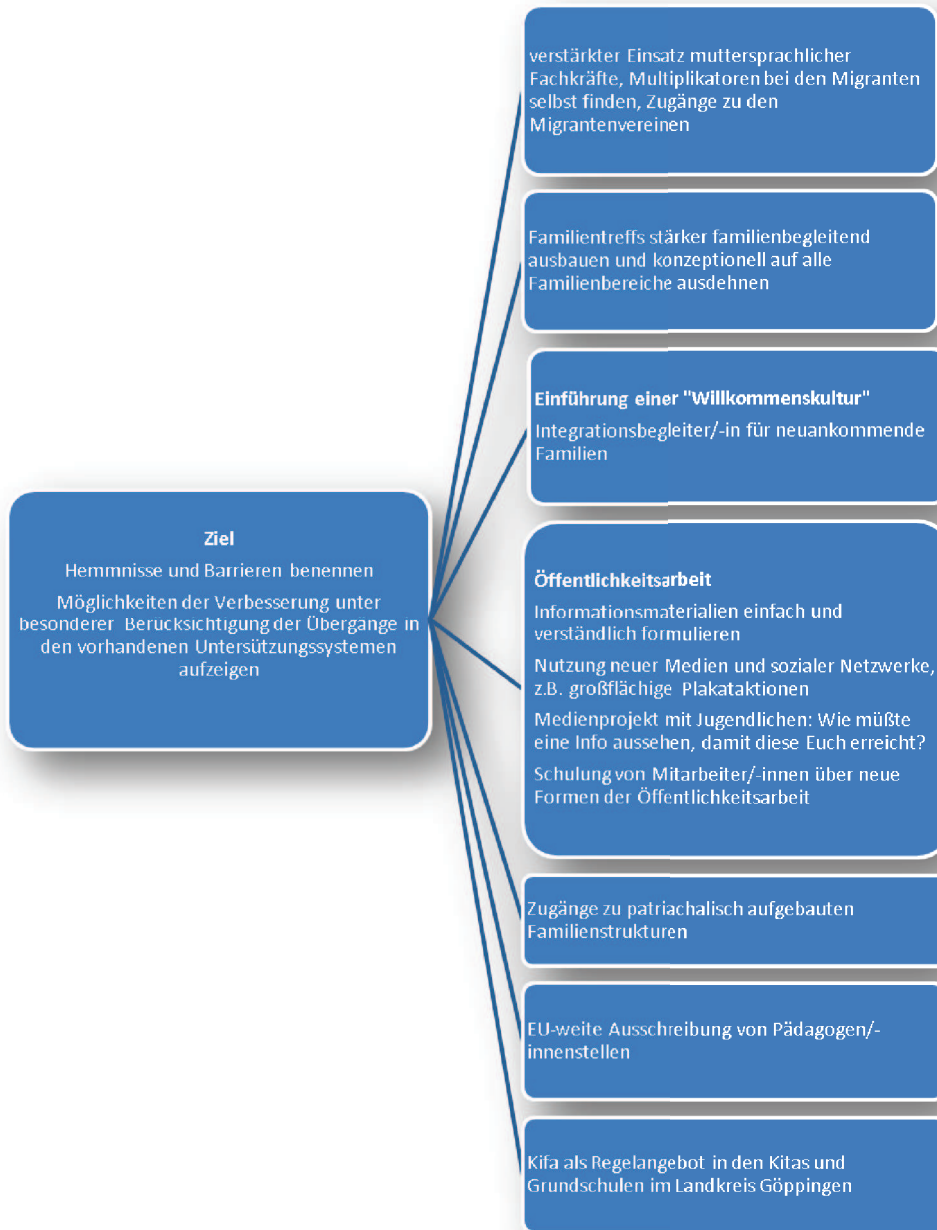 verstärkter Einsatz muttersprachlicher
Fachkräfte, Multiplikatoren bei den Migranten
selbst finden, Zugänge zu den
Migrantenvereinen
Familientreffs stärker familienbegleitend
ausbauen und konzeptionell auf alle
Familienbereiche ausdehnen
Einführung einer "Willkommenskultur"
Integrationsbegleiter/-in für neuankommende
Familien
Ziel
Hemmnisse und Barrieren benennen
Möglichkeiten der Verbesserung unter
besonderer Berücksichtigung der Übergänge in
den vorhandenen Untersützungssystemen
aufzeigen
Öffentlichkeitsarbeit
Informationsmaterialien einfach und
verständlich formulieren
Nutzung neuer Medien und sozialer Netzwerke,
z.B. großflächige Plakataktionen
Medienprojekt mit Jugendlichen: Wie müßte
eine Info aussehen, damit diese Euch erreicht?
Schulung von Mitarbeiter/-innen über neue
Formen der Öffentlichkeitsarbeit
Zugänge zu patriachalisch aufgebauten
Familienstrukturen
EU-weite Ausschreibung von Pädagogen/-
innenstellen
Kifa als Regelangebot in den Kitas und
Grundschulen im Landkreis Göppingen